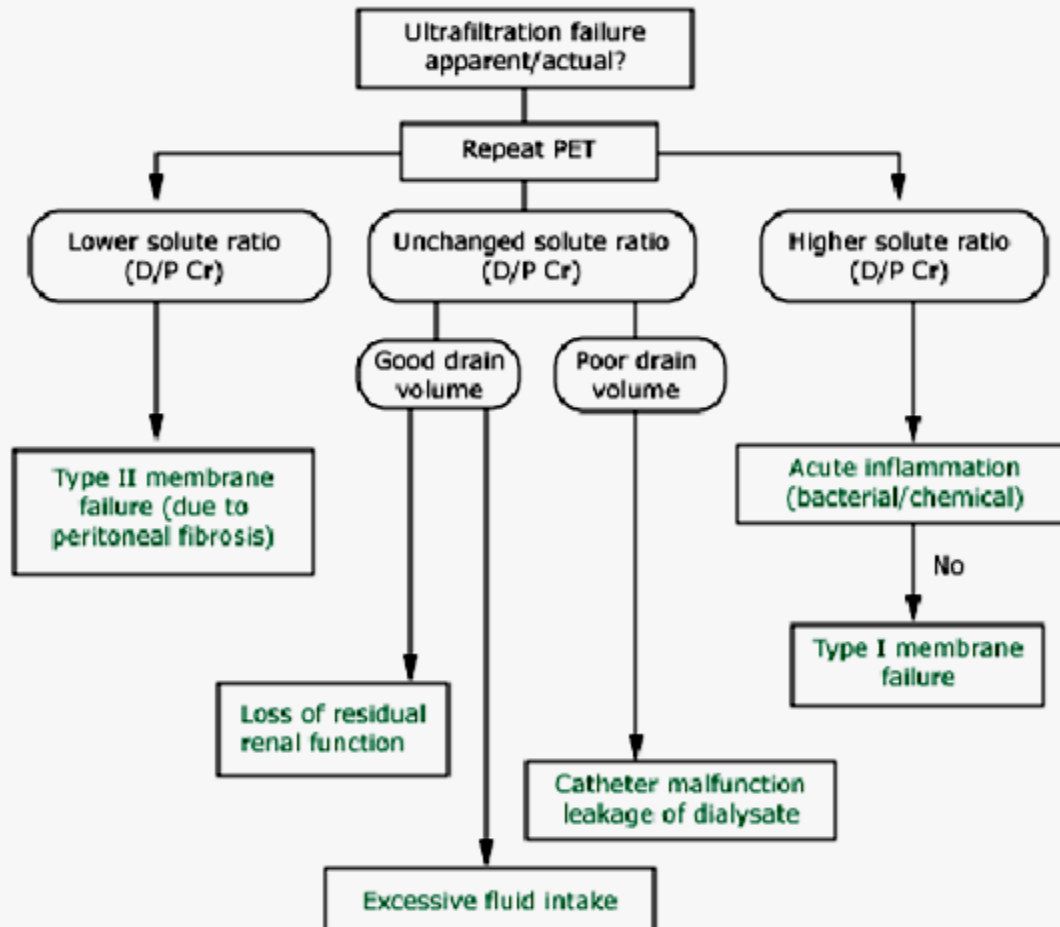 Ultrafiltration failure
apparent/actual?
Repeat PET
Lower solute ratio
(D/P Cr)
Unchanged solute ratio
(D/P Cr)
Higher solute ratio
(D/P Cr)
Good drain
volume
Poor drain
volume
Type II membrane
failure (due to
peritoneal fibrosis)
Acute inflammation
(bacterial/chemical)
No
Type I membrane
failure
Loss of residual
renal function
Catheter malfunction
leakage of dialysate
Excessive fluid intake